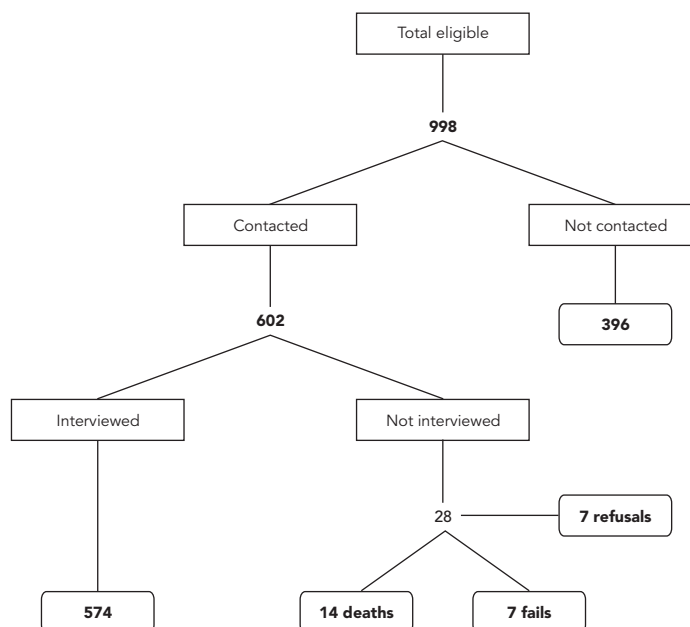 Total eligible
998
Contacted
Not contacted
602
396
Interviewed
Not interviewed
28
7 refusals
574
14 deaths
7 fails